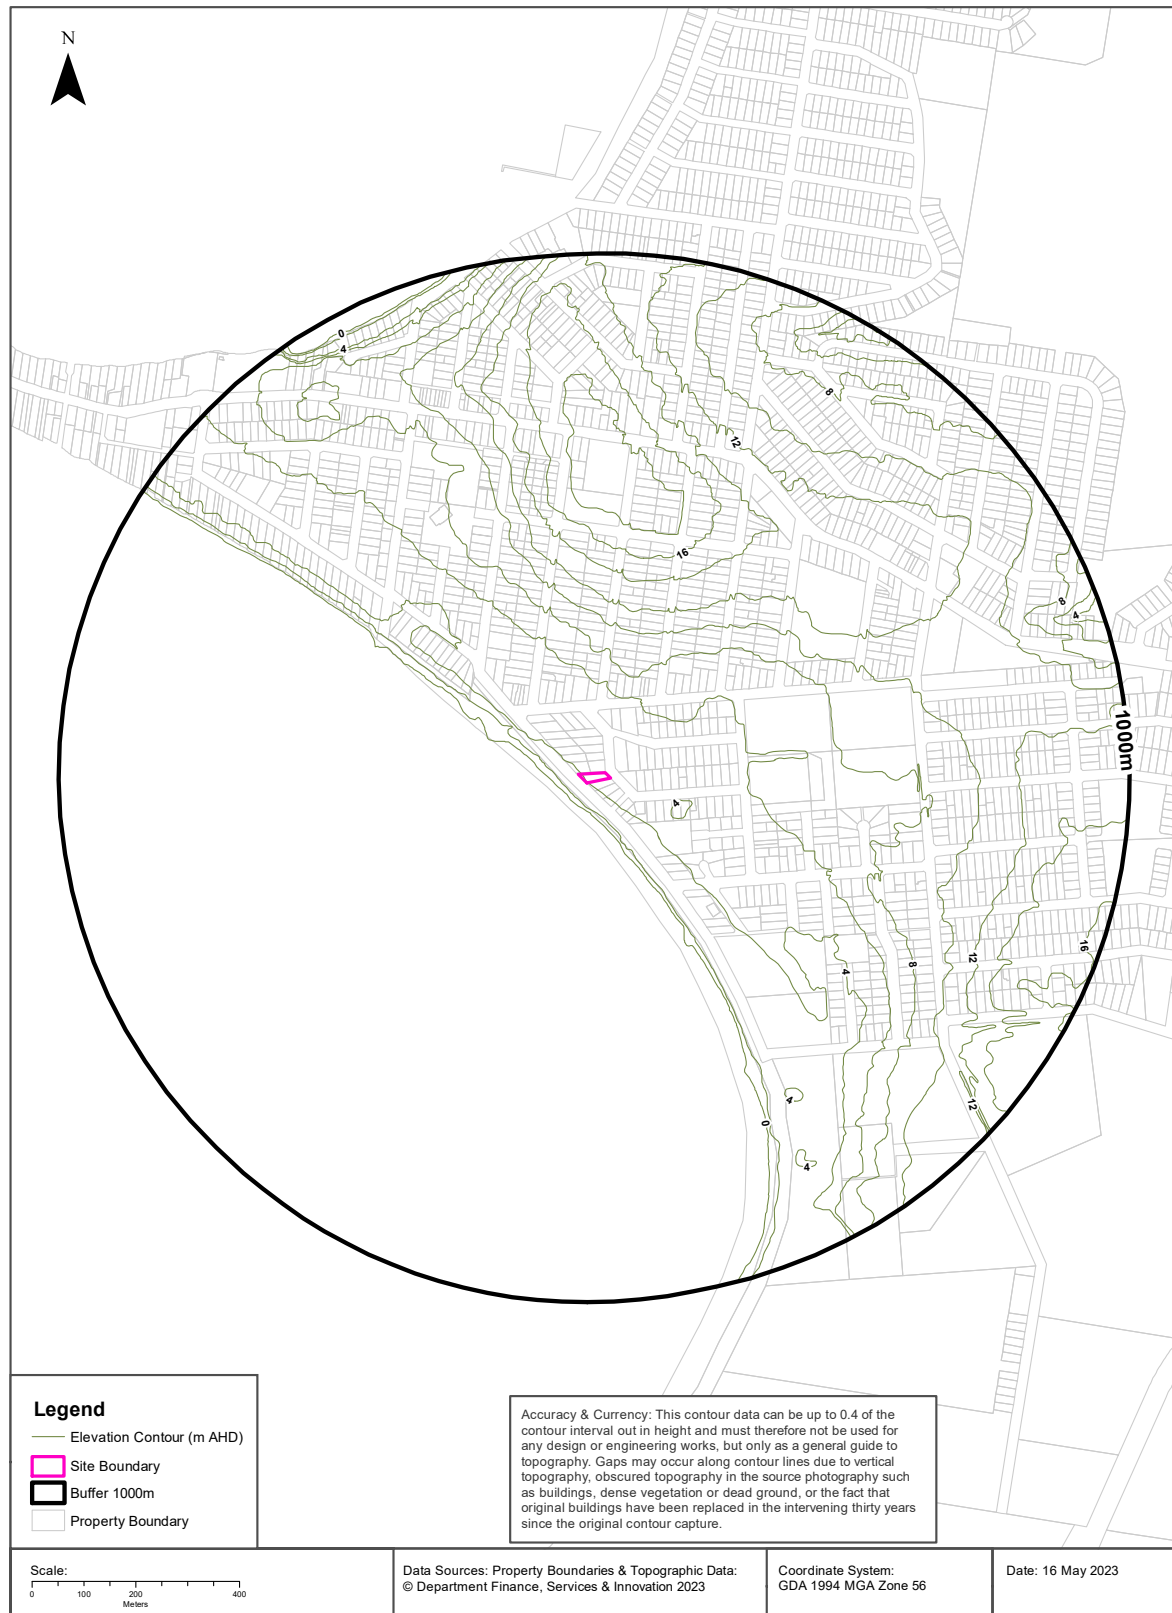 N
0
4
8
12
16
8
4
1000m
4
16
12
8
4
4
12
0
4
Legend
Elevation Contour (m AHD)
Site Boundary
Buffer 1000m
Property Boundary
Accuracy & Currency: This contour data can be up to 0.4 of the
contour interval out in height and must therefore not be used for
any design or engineering works, but only as a general guide to
topography. Gaps may occur along contour lines due to vertical
topography, obscured topography in the source photography such
as buildings, dense vegetation or dead ground, or the fact that
original buildings have been replaced in the intervening thirty years
since the original contour capture.
Scale:
0 100 200 400
Meters
Data Sources: Property Boundaries & Topographic Data:
© Department Finance, Services & Innovation 2023
Coordinate System:
GDA 1994 MGA Zone 56
Date: 16 May 2023